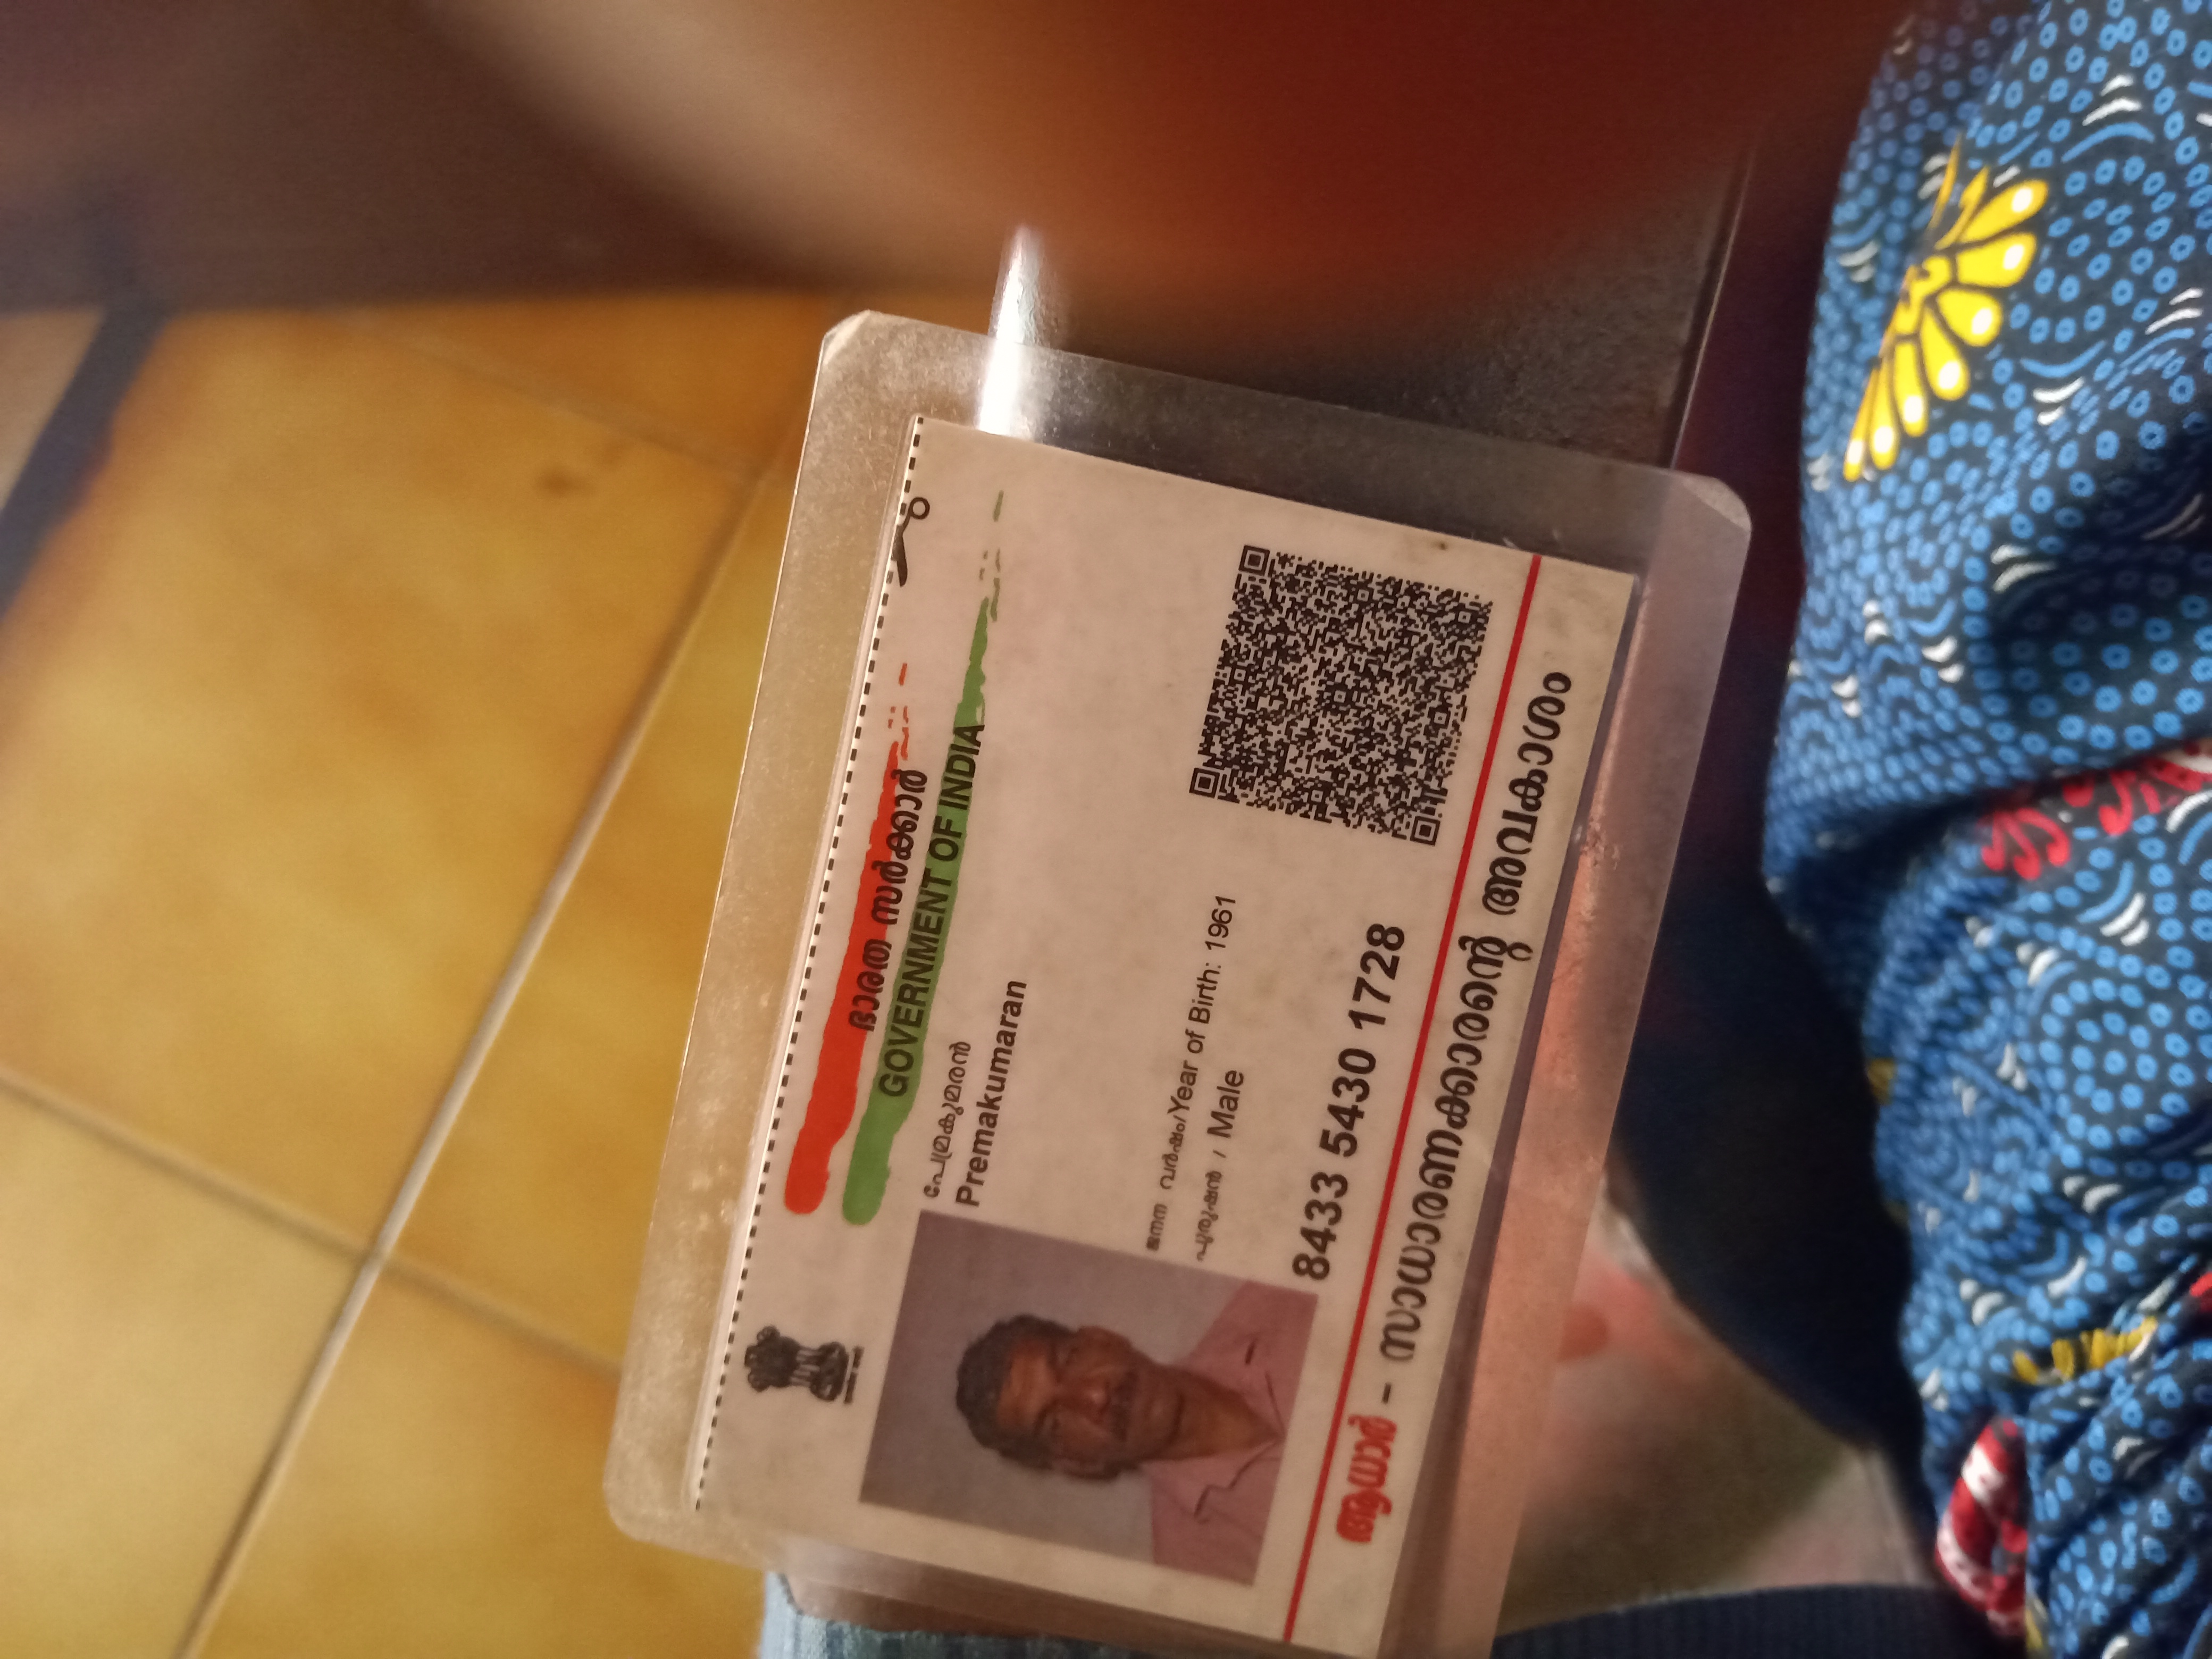 ഭാരത സർക്കാർ
GOVERNMENT OF INDIA
പ്രേമകുമരൻ
Premakumaran
ജനന വർഷം/Year of Birth: 1961
പുരുഷൻ / Male
8433 5430 1728
ആധാർ - സാധാരണക്കാരന്റെ അവകാശം